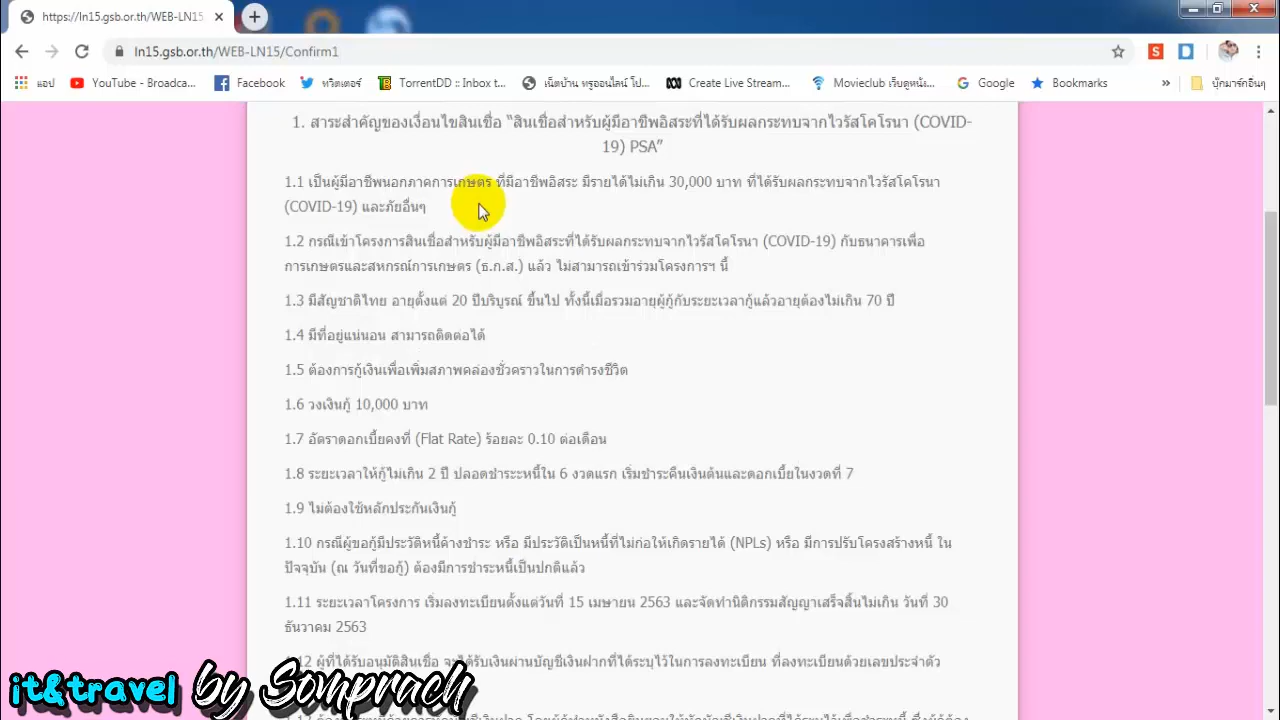 https://ln15.gsb.or.th/WEB-LN15
ln15.gsb.or.th/WEB-LN15/Confirm1
แอป YouTube - Broadca... Facebook ทวิตเตอร์ TorrentDD :: Inbox t... เน็ตบ้าน ทรูออนไลน์ โป... Create Live Stream... Movieclub เว็บดูหนัง... Google Bookmarks » บุ๊กมาร์กอื่นๆ
1. สาระสำคัญของเงื่อนไขสินเชื่อ “สินเชื่อสำหรับผู้มีอาชีพอิสระที่ได้รับผลกระทบจากไวรัสโคโรนา (COVID-
19) PSA”
1.1 เป็นผู้มีอาชีพนอกภาคการเกษตร ที่มีอาชีพอิสระ มีรายได้ไม่เกิน 30,000 บาท ที่ได้รับผลกระทบจากไวรัสโคโรนา
(COVID-19) และภัยอื่นๆ
1.2 กรณีเข้าโครงการสินเชื่อสำหรับผู้มีอาชีพอิสระที่ได้รับผลกระทบจากไวรัสโคโรนา (COVID-19) กับธนาคารเพื่อ
การเกษตรและสหกรณ์การเกษตร (ธ.ก.ส.) แล้ว ไม่สามารถเข้าร่วมโครงการฯ นี้
1.3 มีสัญชาติไทย อายุตั้งแต่ 20 ปีบริบูรณ์ ขึ้นไป ทั้งนี้เมื่อรวมอายุผู้กู้กับระยะเวลากู้แล้วอายุต้องไม่เกิน 70 ปี
1.4 มีที่อยู่แน่นอน สามารถติดต่อได้
1.5 ต้องการกู้เงินเพื่อเพิ่มสภาพคล่องชั่วคราวในการดำรงชีวิต
1.6 วงเงินกู้ 10,000 บาท
1.7 อัตราดอกเบี้ยคงที่ (Flat Rate) ร้อยละ 0.10 ต่อเดือน
1.8 ระยะเวลาให้กู้ไม่เกิน 2 ปี ปลอดชำระะหนี้ใน 6 งวดแรก เริ่มชำระคืนเงินต้นและดอกเบี้ยในงวดที่ 7
1.9 ไม่ต้องใช้หลักประกันเงินกู้
1.10 กรณีผู้ขอกู้มีประวัติหนี้ค้างชำระ หรือ มีประวัติเป็นหนี้ที่ไม่ก่อให้เกิดรายได้ (NPLs) หรือ มีการปรับโครงสร้างหนี้ ใน
ปัจจุบัน (ณ วันที่ขอกู้) ต้องมีการชำระหนี้เป็นปกติแล้ว
1.11 ระยะเวลาโครงการ เริ่มลงทะเบียนตั้งแต่วันที่ 15 เมษายน 2563 และจัดทำนิติกรรมสัญญาเสร็จสิ้นไม่เกิน วันที่ 30
ธันวาคม 2563
1.12 ผู้ที่ได้รับอนุมัติสินเชื่อ จะได้รับเงินผ่านบัญชีเงินฝากที่ได้ระบุไว้ในการลงทะเบียน ที่ลงทะเบียนด้วยเลขประจำตัว
it&travel by Somprach